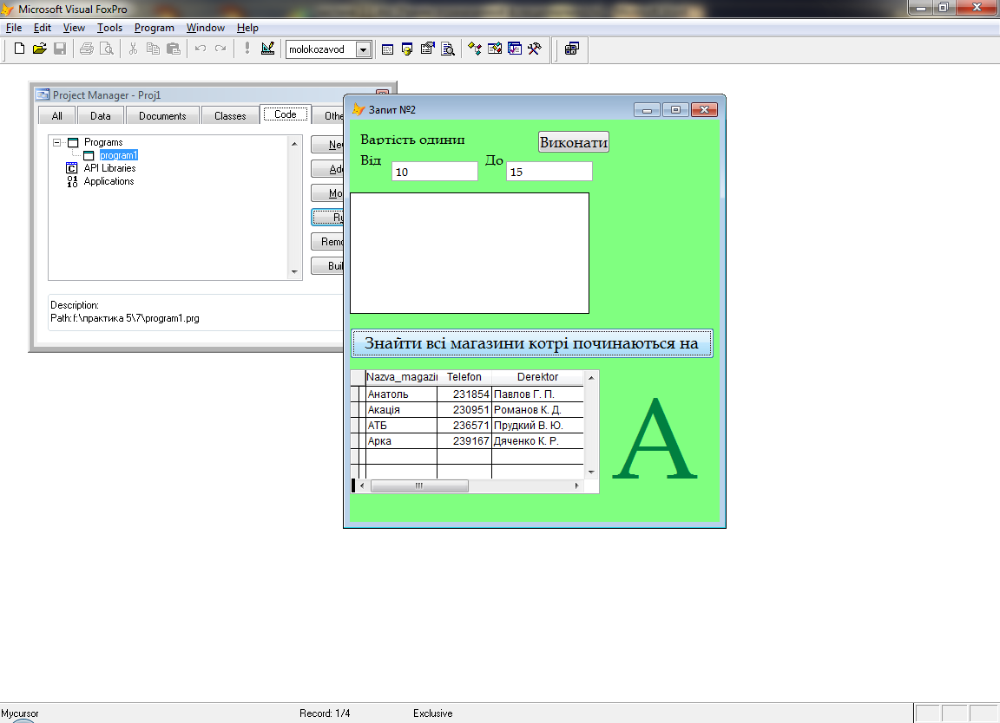 Microsoft Visual FoxPro
File Edit View Tools Program Window Help
molokozavod
Project Manager - Proj1
All Data Documents Classes Code Othe
Programs
program1
API Libraries
Applications
Ne
Add
Mo
Ru
Remo
Buil
Description:
Path: f:\практика 5\7\program1.prg
Запит №2
Вартість одиниц
Виконати
Від 10 До 15
Знайти всі магазини котрі починаються на
Nazva_magazi Telefon Derektor
Анатоль 231854 Павлов Г. П.
Акація 230951 Романов К. Д.
АТБ 236571 Прудкий В. Ю.
Арка 239167 Дяченко К. Р.
А
Mycursor Record: 1/4 Exclusive